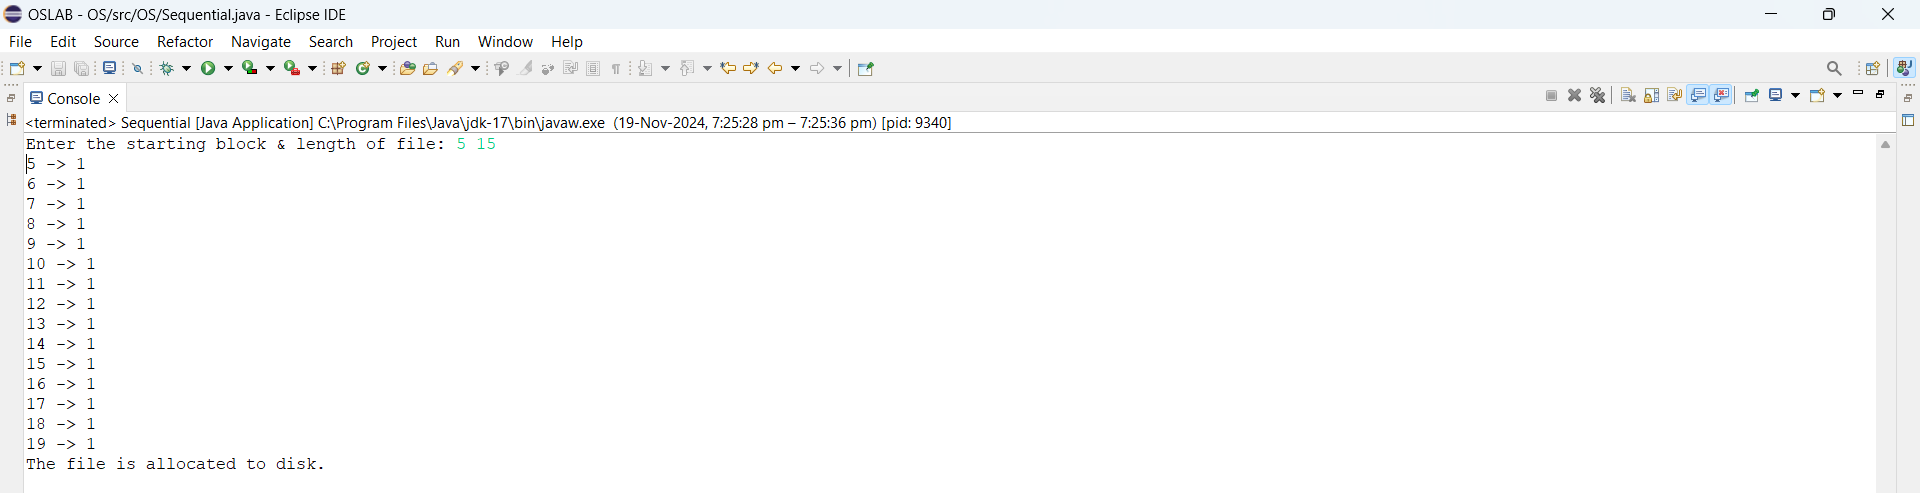 OSLAB - OS/src/OS/Sequential.java - Eclipse IDE
File Edit Source Refactor Navigate Search Project Run Window Help
Console
<terminated> Sequential [Java Application] C:\Program Files\Java\jdk-17\bin\javaw.exe (19-Nov-2024, 7:25:28 pm – 7:25:36 pm) [pid: 9340]
Enter the starting block & length of file: 5 15
5 -> 1
6 -> 1
7 -> 1
8 -> 1
9 -> 1
10 -> 1
11 -> 1
12 -> 1
13 -> 1
14 -> 1
15 -> 1
16 -> 1
17 -> 1
18 -> 1
19 -> 1
The file is allocated to disk.